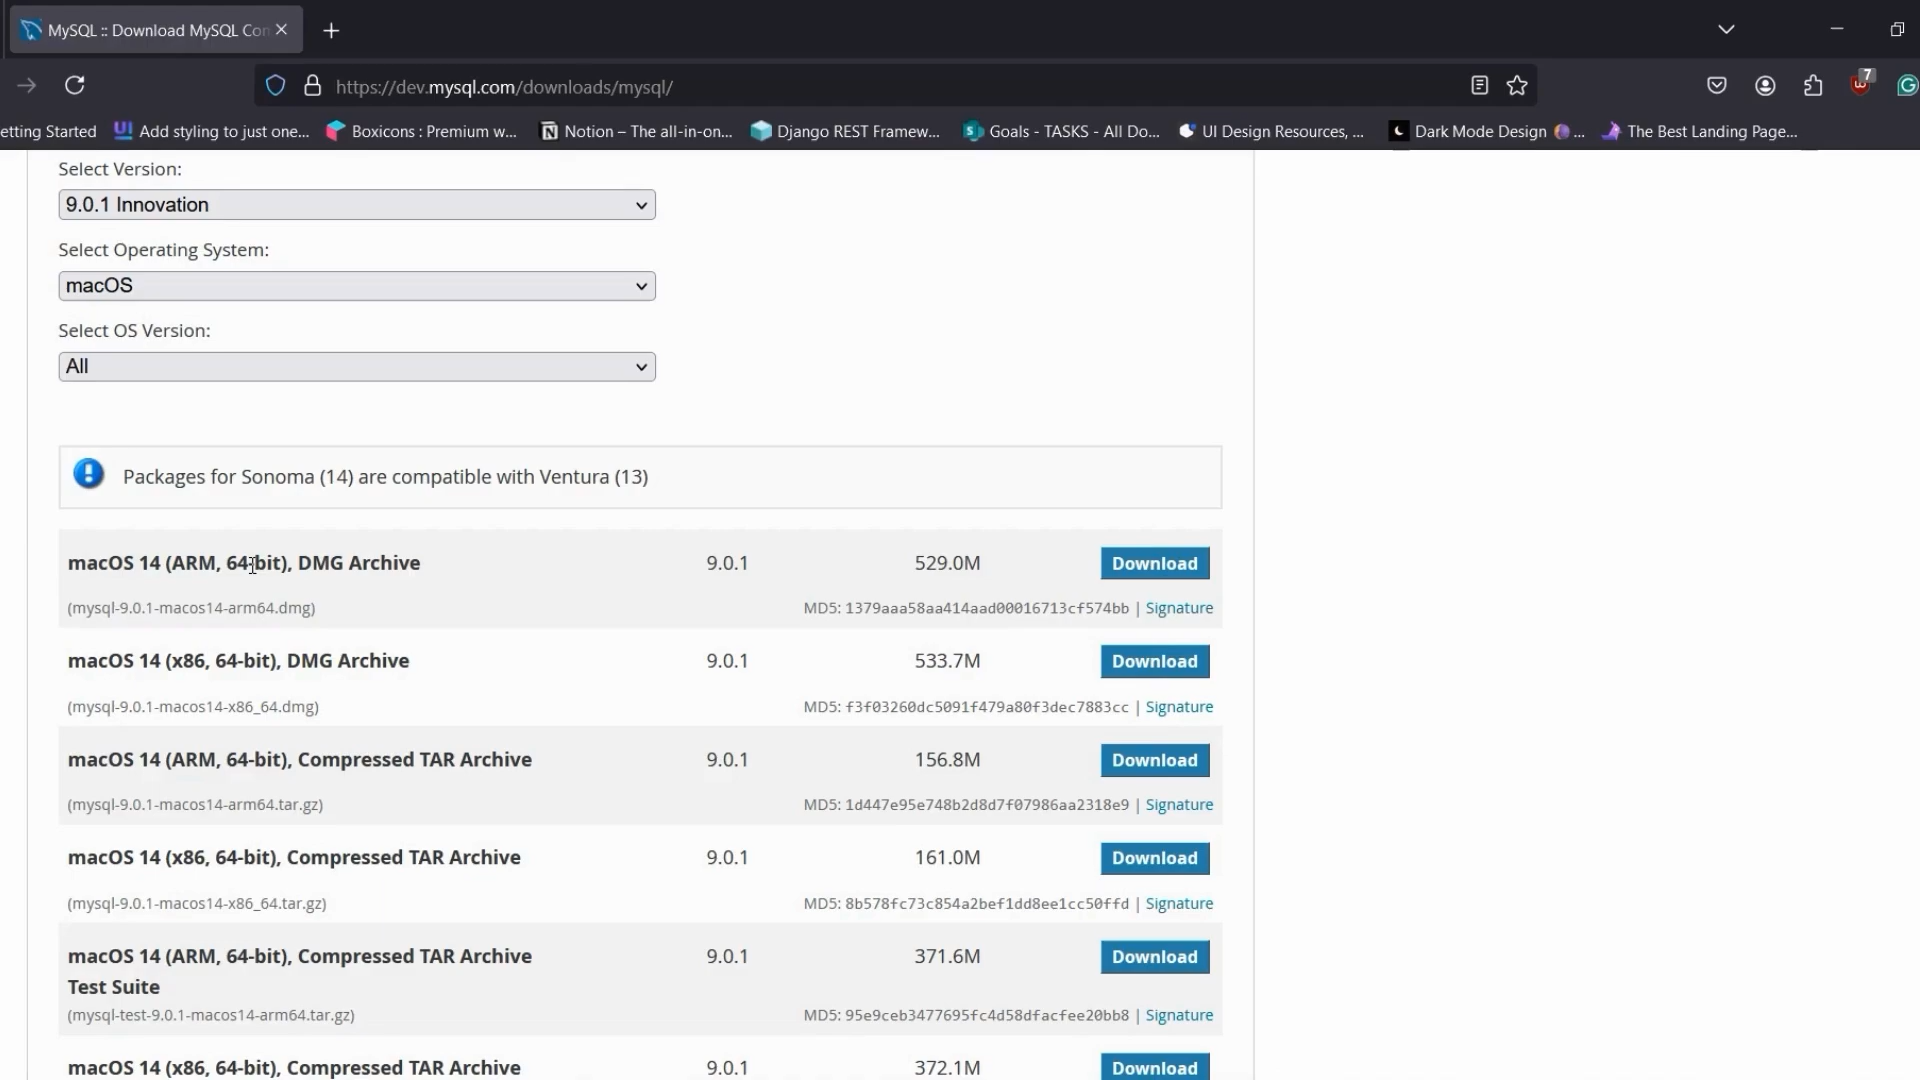 MySQL :: Download MySQL Con
https://dev.mysql.com/downloads/mysql/
7
etting Started
Add styling to just one...
Boxicons : Premium w...
Notion – The all-in-on...
Django REST Framew...
Goals - TASKS - All Do...
UI Design Resources, ...
Dark Mode Design ...
The Best Landing Page...
Select Version:
9.0.1 Innovation
Select Operating System:
macOS
Select OS Version:
All
Packages for Sonoma (14) are compatible with Ventura (13)
macOS 14 (ARM, 64-bit), DMG Archive 9.0.1 529.0M Download
(mysql-9.0.1-macos14-arm64.dmg) MD5: 1379aaa58aa414aad00016713cf574bb | Signature
macOS 14 (x86, 64-bit), DMG Archive 9.0.1 533.7M Download
(mysql-9.0.1-macos14-x86_64.dmg) MD5: f3f03260dc5091f479a80f3dec7883cc | Signature
macOS 14 (ARM, 64-bit), Compressed TAR Archive 9.0.1 156.8M Download
(mysql-9.0.1-macos14-arm64.tar.gz) MD5: 1d447e95e748b2d8d7f07986aa2318e9 | Signature
macOS 14 (x86, 64-bit), Compressed TAR Archive 9.0.1 161.0M Download
(mysql-9.0.1-macos14-x86_64.tar.gz) MD5: 8b578fc73c854a2bef1dd8ee1cc50ffd | Signature
macOS 14 (ARM, 64-bit), Compressed TAR Archive 9.0.1 371.6M Download
Test Suite
(mysql-test-9.0.1-macos14-arm64.tar.gz) MD5: 95e9ceb3477695fc4d58dfacfee20bb8 | Signature
macOS 14 (x86, 64-bit), Compressed TAR Archive 9.0.1 372.1M Download